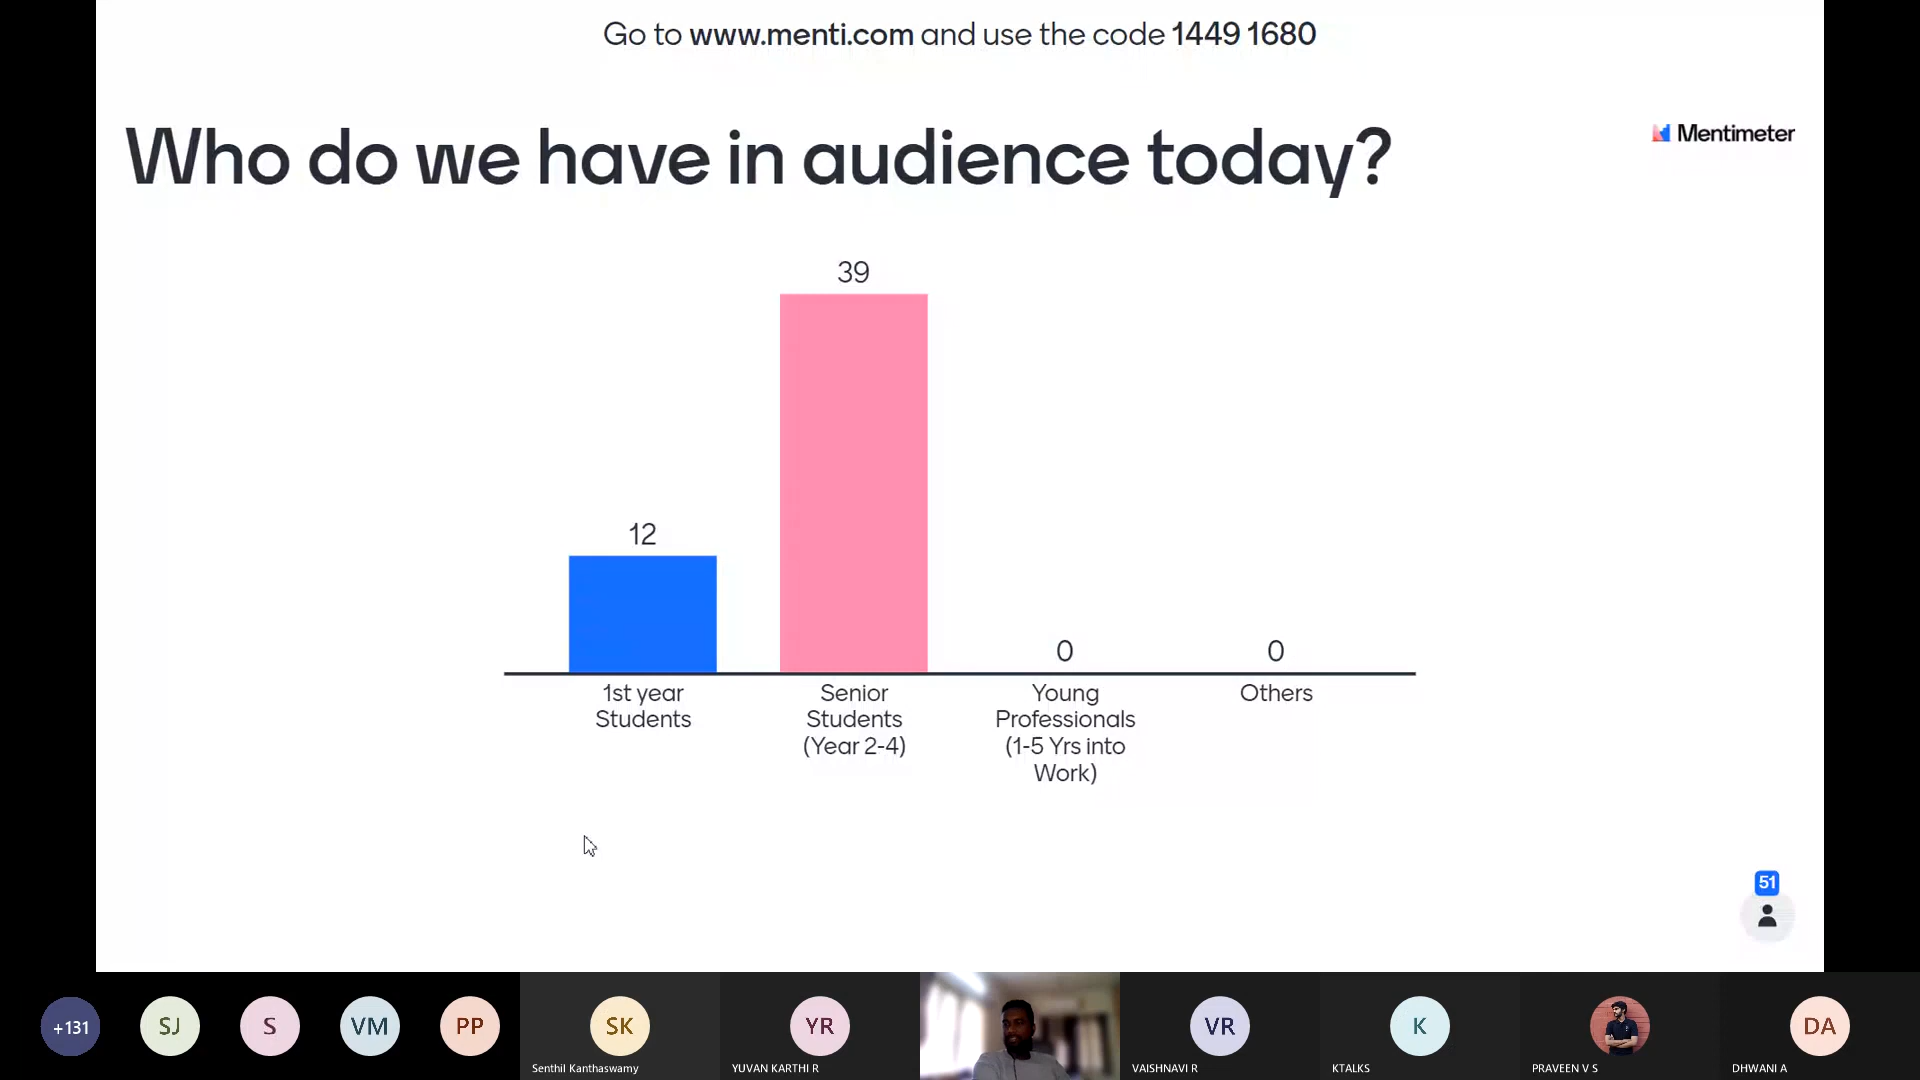 Go to www.menti.com and use the code 1449 1680
Mentimeter
Who do we have in audience today?
39
12
0
0
1st year
Students
Senior
Students
(Year 2-4)
Young
Professionals
(1-5 Yrs into
Work)
Others
51
+131
SJ
S
VM
PP
SK
YR
VR
K
DA
Senthil Kanthaswamy
YUVAN KARTHI R
VAISHNAVI R
KTALKS
PRAVEEN V S
DHWANI A